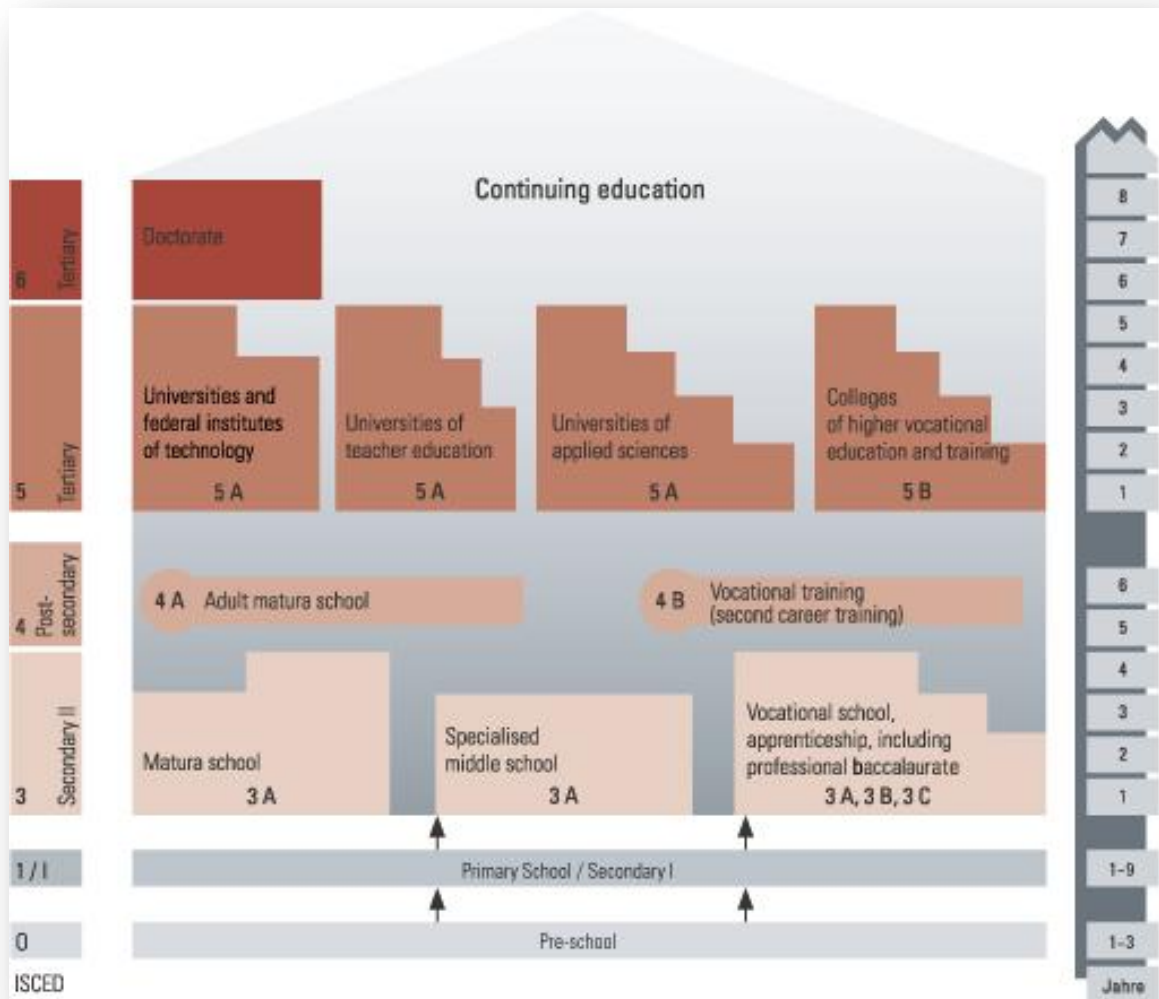 Continuing education
8
7
6
5
4
3
2
1
6
5
4
3
2
1
1-9
1-3
Jahre
6 Tertiary
Doctorate
5 Tertiary
Universities and
federal institutes
of technology
5 A
Universities of
teacher education
5 A
Universities of
applied sciences
5 A
Colleges
of higher vocational
education and training
5 B
4 Post-
secondary
4 A Adult matura school
4 B Vocational training
(second career training)
3 Secondary II
Matura school
3 A
Specialised
middle school
3 A
Vocational school,
apprenticeship, including
professional baccalaurate
3 A, 3 B, 3 C
1 / I
Primary School / Secondary I
0
Pre-school
ISCED